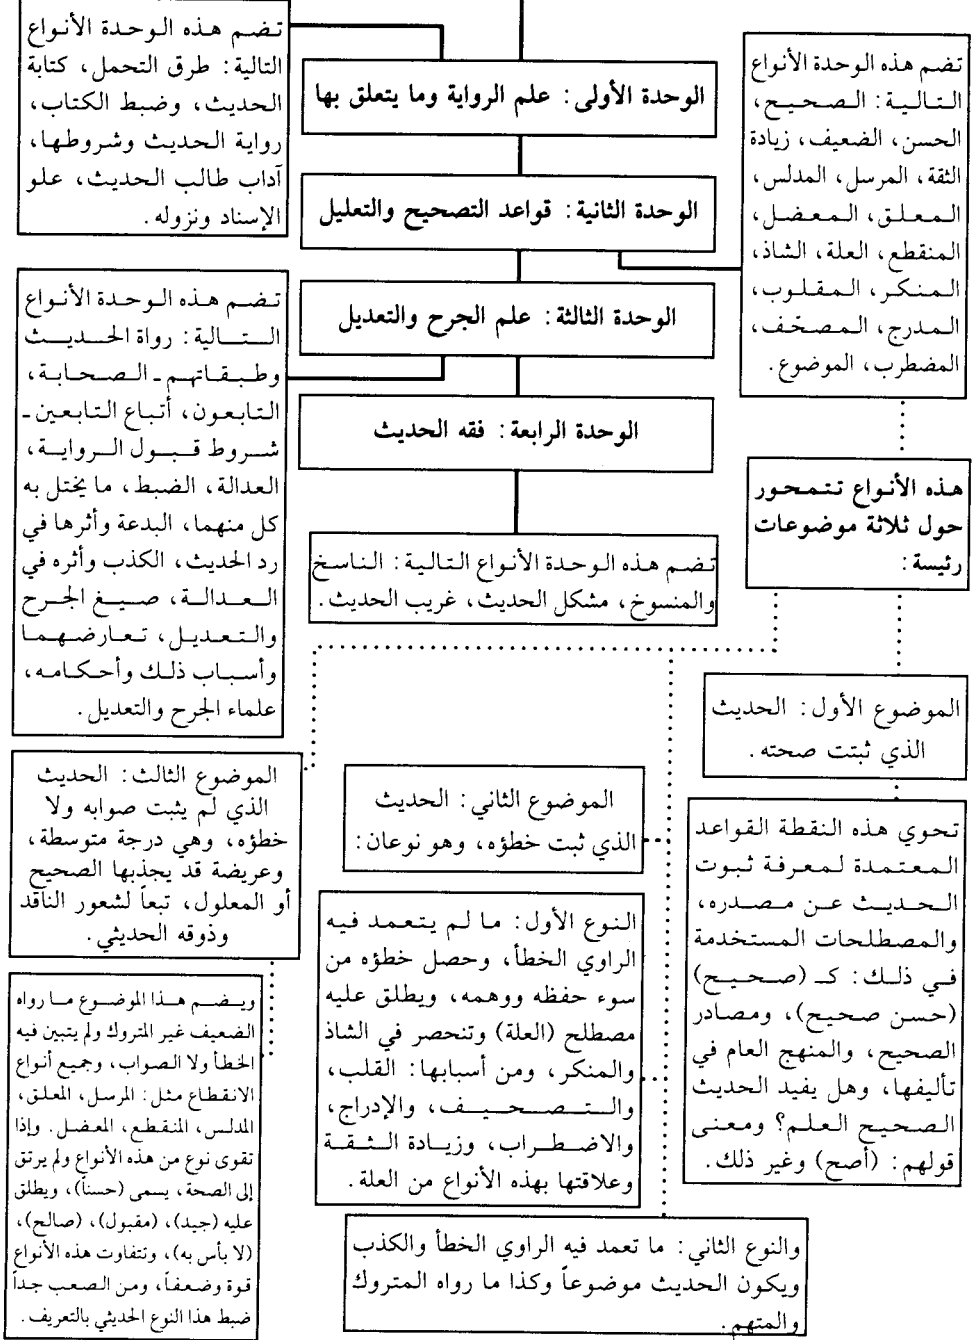 تضم هذه الوحدة الأنواع
التالية: طرق التحمل، كتابة
الحديث، وضبط الكتاب،
رواية الحديث وشروطها،
آداب طالب الحديث، علو
الإسناد ونزوله.
الوحدة الأولى: علم الرواية وما يتعلق بها
الوحدة الثانية: قواعد التصحيح والتعليل
تضم هذه الوحدة الأنواع
التالية: الصحيح،
الحسن، الضعيف، زيادة
الثقة، المرسل، المدلس،
المعلق، المعضل،
المنقطع، العلة، الشاذ،
المنكر، المقلوب،
المدرج، المصحّف،
المضطرب، الموضوع.
الوحدة الثالثة: علم الجرح والتعديل
تضم هذه الوحدة الأنواع
التالية: رواة الحديث
وطبقاتهم ـ الصحابة،
التابعون، أتباع التابعين ـ
شروط قبول الرواية،
العدالة، الضبط، ما يختل به
كل منهما، البدعة وأثرها في
رد الحديث، الكذب وأثره في
العدالة، صيغ الجرح
والتعديل، تعارضهما
وأسباب ذلك وأحكامه،
علماء الجرح والتعديل.
الوحدة الرابعة: فقه الحديث
تضم هذه الوحدة الأنواع التالية: الناسخ
والمنسوخ، مشكل الحديث، غريب الحديث.
هذه الأنواع تتمحور
حول ثلاثة موضوعات
رئيسة:
الموضوع الأول: الحديث
الذي ثبتت صحته.
تحوي هذه النقطة القواعد
المعتمدة لمعرفة ثبوت
الحديث عن مصدره،
والمصطلحات المستخدمة
في ذلك: كـ (صحيح)
(حسن صحيح)، ومصادر
الصحيح، والمنهج العام في
تأليفها، وهل يفيد الحديث
الصحيح العلم؟ ومعنى
قولهم: (أصح) وغير ذلك.
الموضوع الثاني: الحديث
الذي ثبت خطؤه، وهو نوعان:
النوع الأول: ما لم يتعمد فيه
الراوي الخطأ، وحصل خطؤه من
سوء حفظه ووهمه، ويطلق عليه
مصطلح (العلة) وتنحصر في الشاذ
والمنكر، ومن أسبابها: القلب،
والتصحيف، والإدراج،
والاضطراب، وزيادة الثقة
وعلاقتها بهذه الأنواع من العلة.
والنوع الثاني: ما تعمد فيه الراوي الخطأ والكذب
ويكون الحديث موضوعاً وكذا ما رواه المتروك
والمتهم.
الموضوع الثالث: الحديث
الذي لم يثبت صوابه ولا
خطؤه، وهي درجة متوسطة،
وعريضة قد يجذبها الصحيح
أو المعلول، تبعاً لشعور الناقد
وذوقه الحديثي.
ويضم هذا الموضوع ما رواه
الضعيف غير المتروك ولم يتبين فيه
الخطأ ولا الصواب، وجميع أنواع
الانقطاع مثل: المرسل، المعلق،
المدلس، المنقطع، المعضل. وإذا
تقوى نوع من هذه الأنواع ولم يرتق
إلى الصحة، يسمى (حسناً)، ويطلق
عليه (جيد)، (مقبول)، (صالح)،
(لا بأس به)، وتتفاوت هذه الأنواع
قوة وضعفاً، ومن الصعب جداً
ضبط هذا النوع الحديثي بالتعريف.